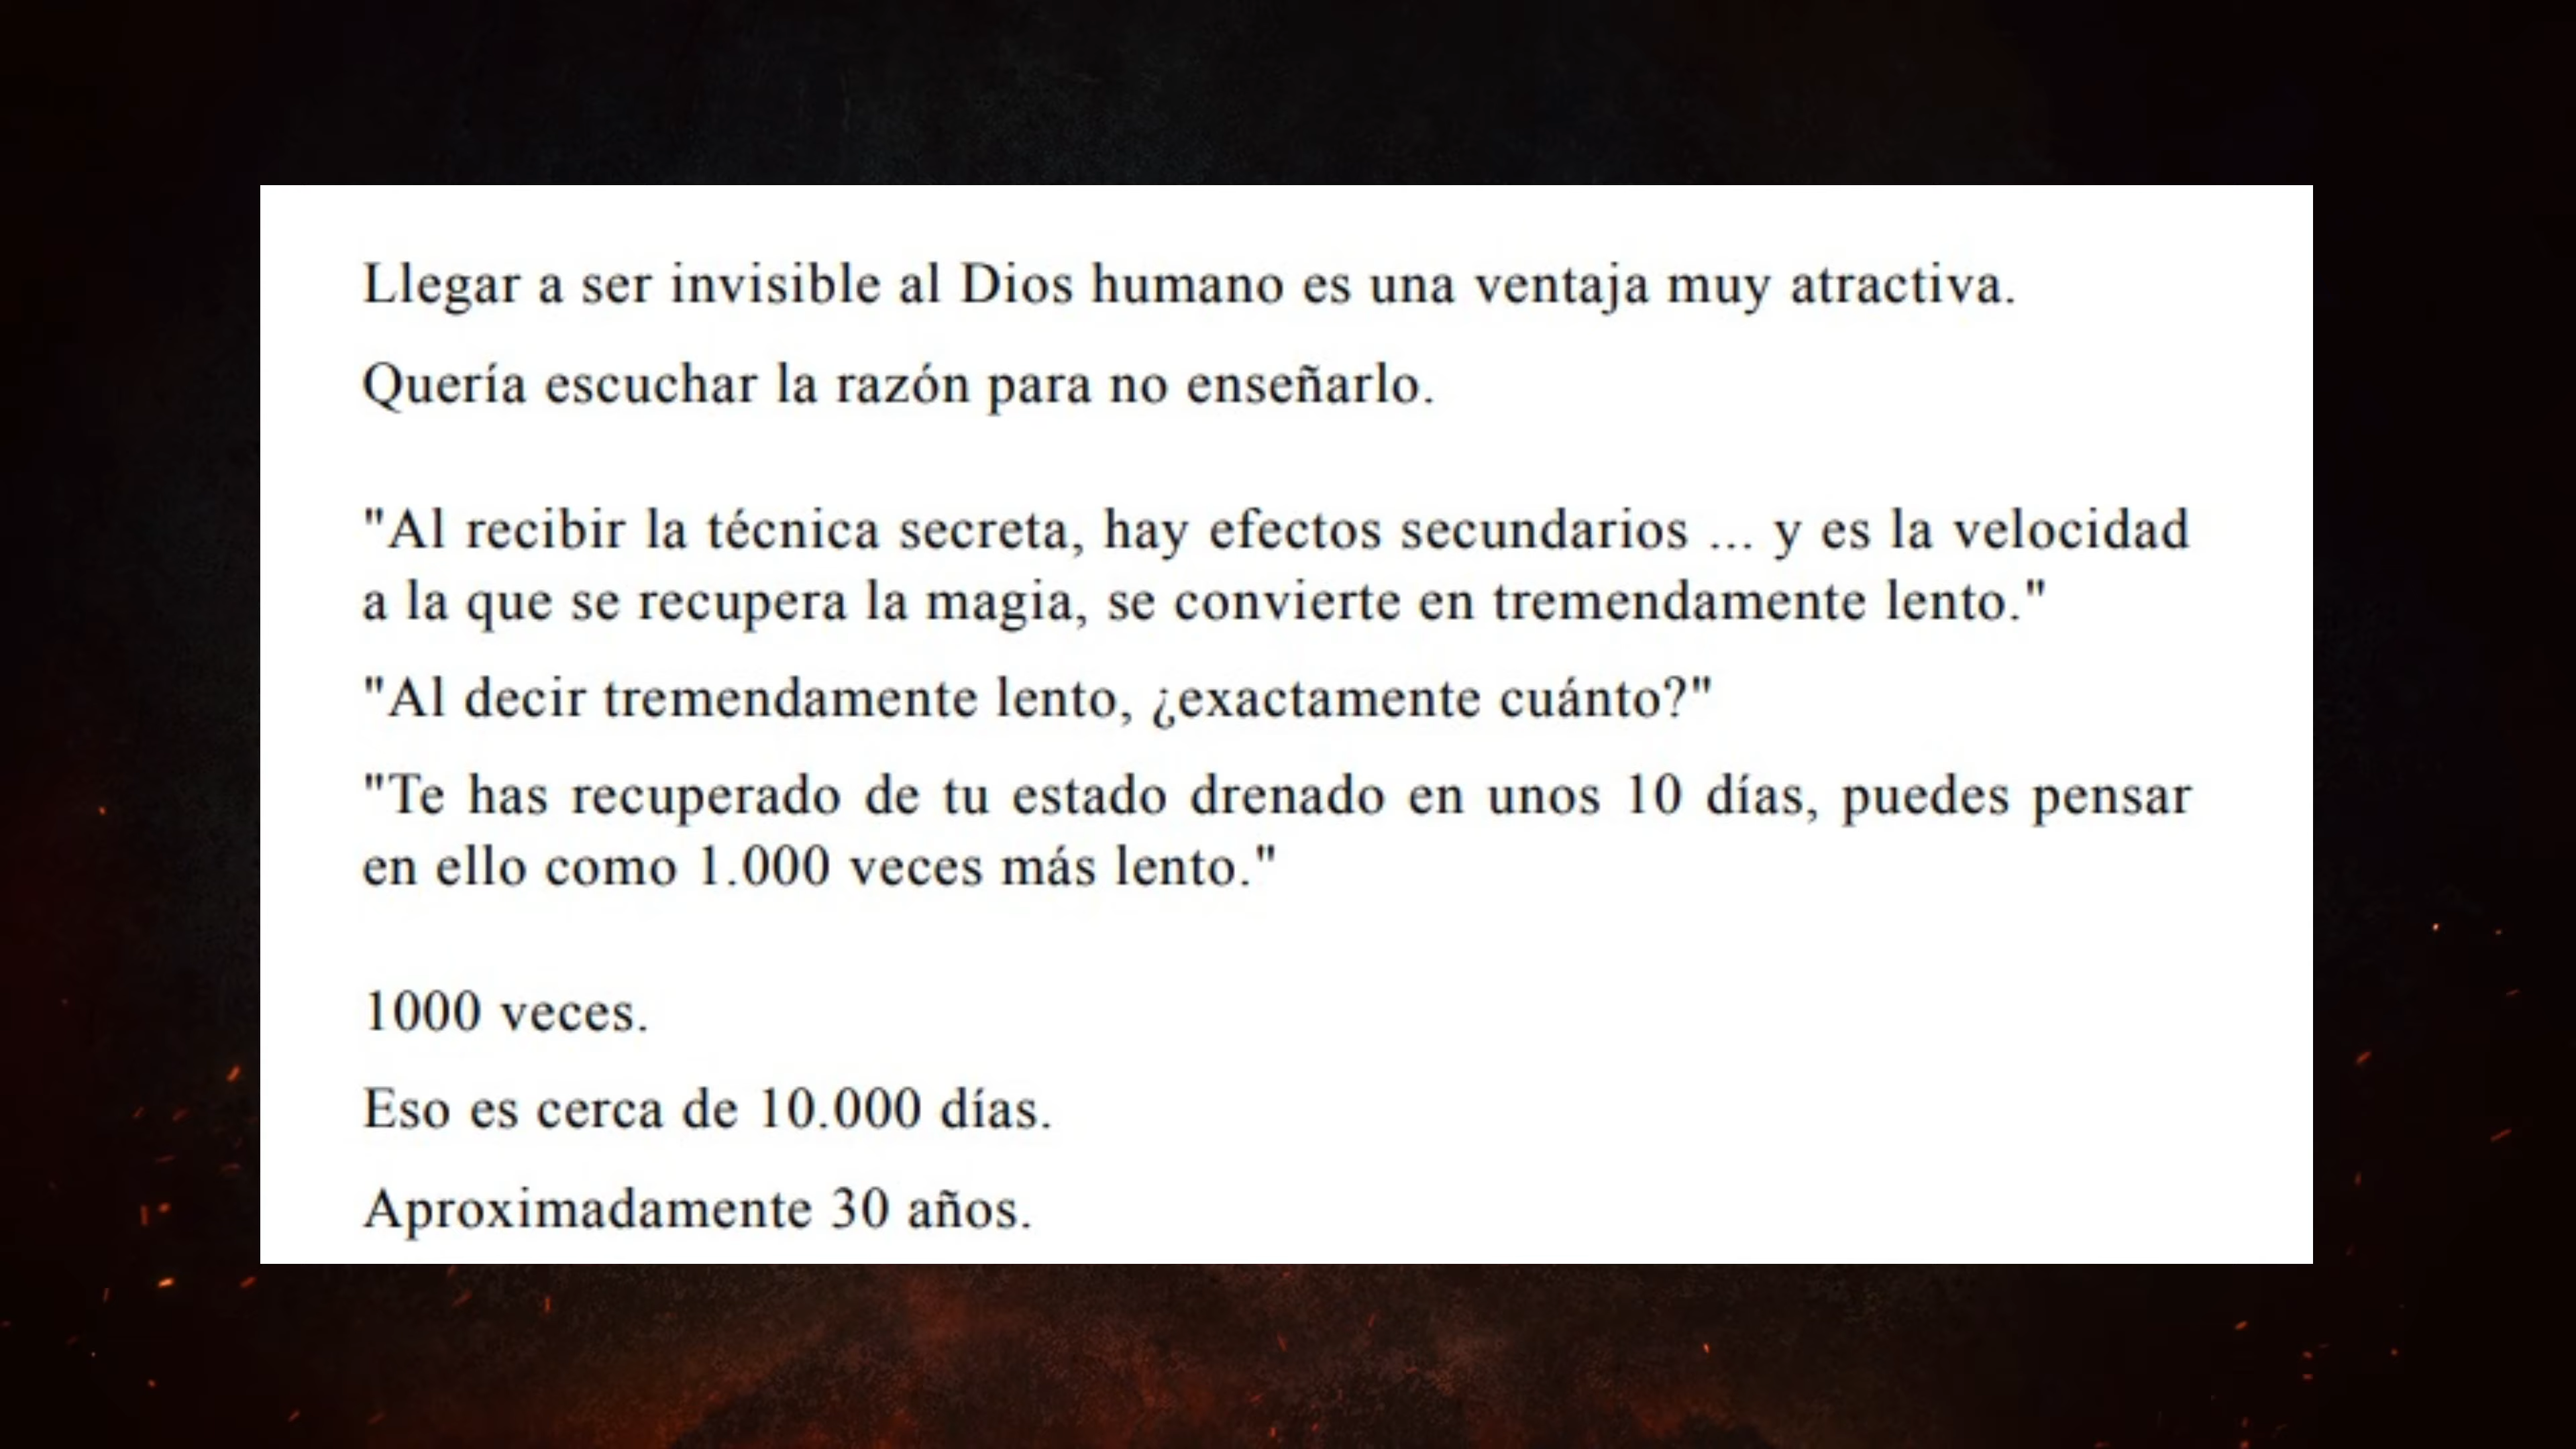 Llegar a ser invisible al Dios humano es una ventaja muy atractiva.
Quería escuchar la razón para no enseñarlo.
"Al recibir la técnica secreta, hay efectos secundarios ... y es la velocidad
a la que se recupera la magia, se convierte en tremendamente lento."
"Al decir tremendamente lento, ¿exactamente cuánto?"
"Te has recuperado de tu estado drenado en unos 10 días, puedes pensar
en ello como 1.000 veces más lento."
1000 veces.
Eso es cerca de 10.000 días.
Aproximadamente 30 años.